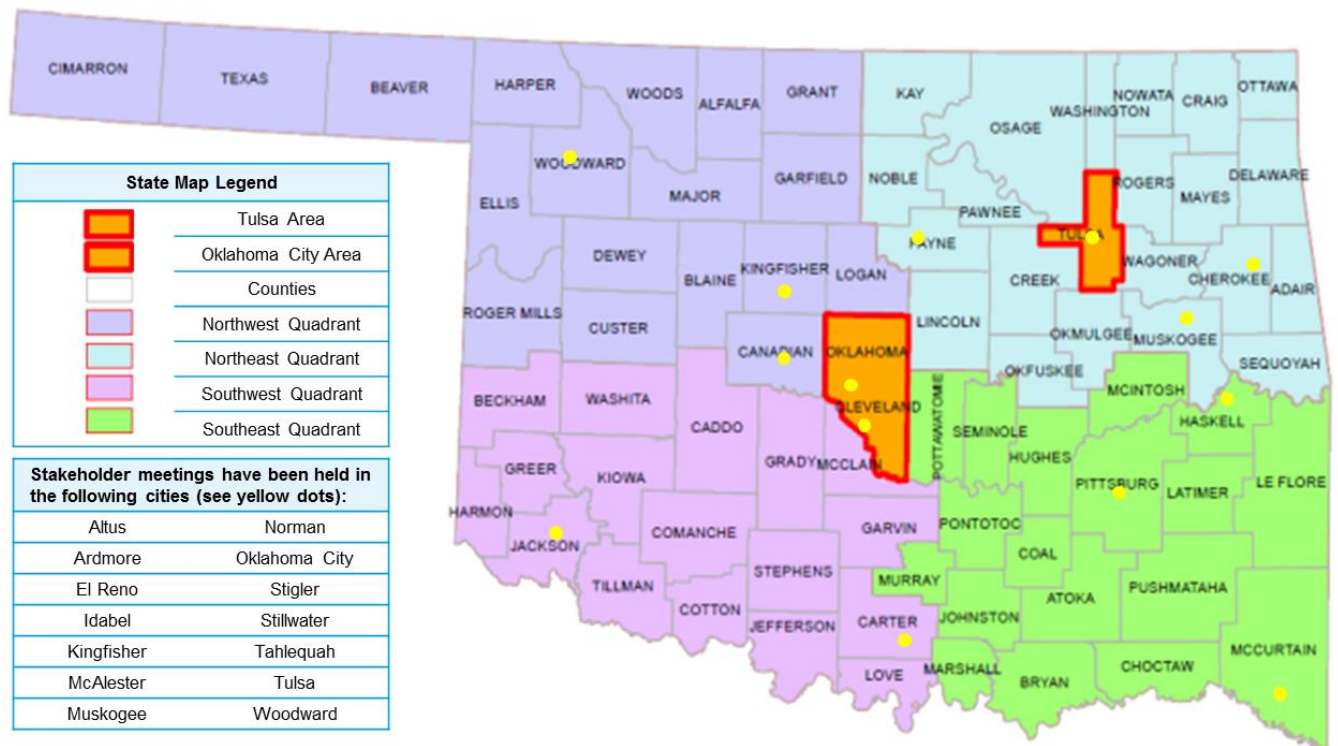 CIMARRON
TEXAS
BEAVER
HARPER
WOODS
ALFALFA
GRANT
KAY
OSAGE
WASHINGTON
NOWATA
CRAIG
OTTAWA
WOODWARD
ELLIS
MAJOR
GARFIELD
NOBLE
PAWNEE
ROGERS
MAYES
DELAWARE
DEWEY
BLAINE
KINGFISHER
LOGAN
PAYNE
CREEK
TULSA
WAGONER
CHEROKEE
ADAIR
ROGER MILLS
CUSTER
CANADIAN
OKLAHOMA
LINCOLN
OKMULGEE
MUSKOGEE
OKFUSKEE
SEQUOYAH
BECKHAM
WASHITA
CADDO
CLEVELAND
POTTAWATOMIE
SEMINOLE
MCINTOSH
HASKELL
GREER
KIOWA
GRADY
MCCLAIN
HUGHES
PITTSBURG
LATIMER
LE FLORE
HARMON
JACKSON
COMANCHE
GARVIN
PONTOTOC
COAL
TILLMAN
STEPHENS
MURRAY
COTTON
JEFFERSON
CARTER
JOHNSTON
ATOKA
PUSHMATAHA
LOVE
MARSHALL
BRYAN
CHOCTAW
MCCURTAIN
State Map Legend
Tulsa Area
Oklahoma City Area
Counties
Northwest Quadrant
Northeast Quadrant
Southwest Quadrant
Southeast Quadrant
Stakeholder meetings have been held in
the following cities (see yellow dots):
Altus Norman
Ardmore Oklahoma City
El Reno Stigler
Idabel Stillwater
Kingfisher Tahlequah
McAlester Tulsa
Muskogee Woodward